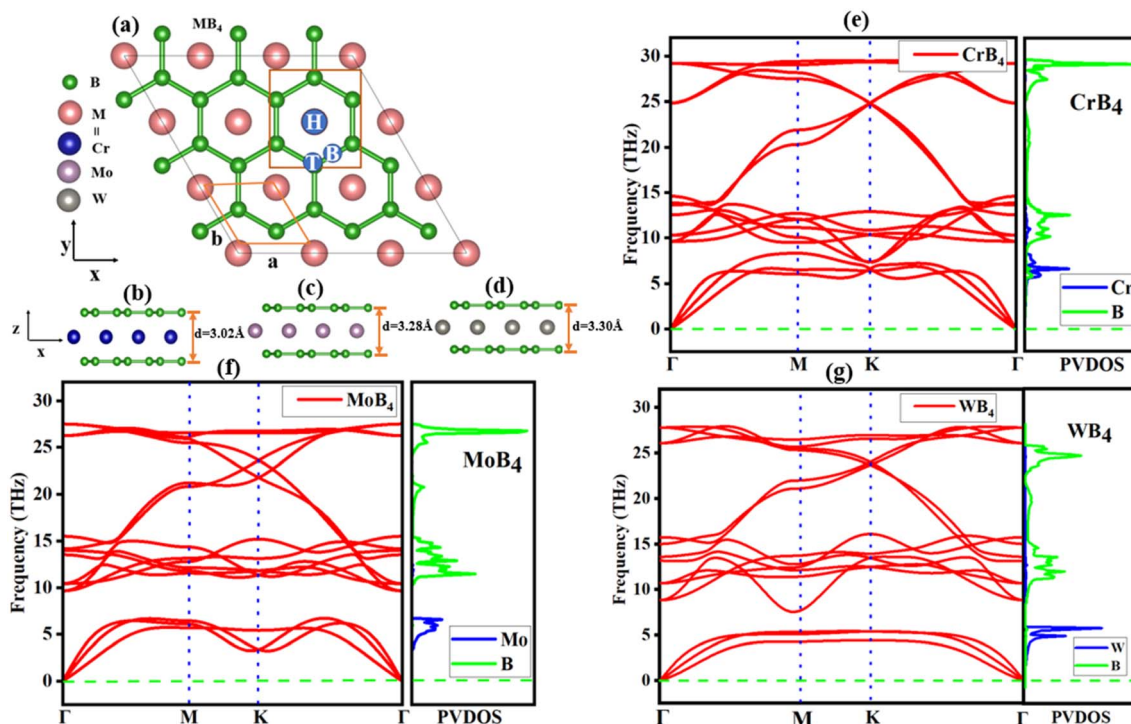 (a)
MB4
B
M
=
Cr
Mo
W
H
T B
y
x
b
a
(b)
(c)
(d)
z
x
d=3.02Å
d=3.28Å
d=3.30Å
(e)
30
25
20
15
10
5
0
Frequency (THz)
CrB4
CrB4
Cr
B
Γ
M
K
Γ
PVDOS
(f)
30
25
20
15
10
5
0
Frequency (THz)
MoB4
MoB4
Mo
B
Γ
M
K
Γ
PVDOS
(g)
30
25
20
15
10
5
0
Frequency (THz)
WB4
WB4
W
B
Γ
M
K
Γ
PVDOS